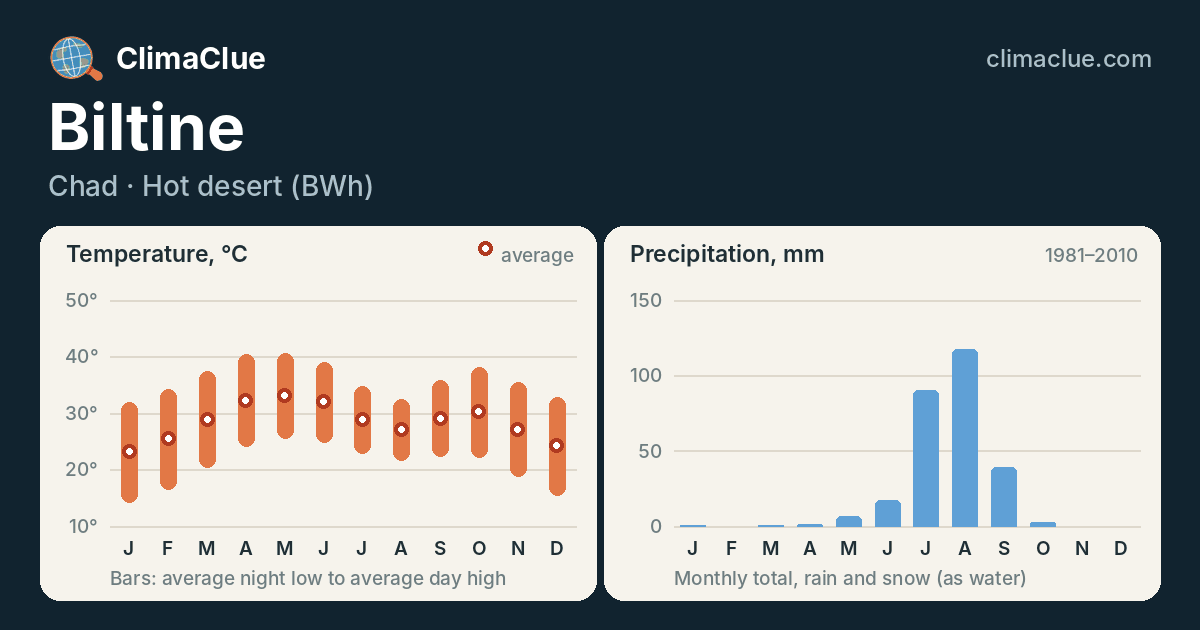 ClimaClue
climaclue.com
Biltine
Chad · Hot desert (BWh)
Temperature, °C
average
50°
40°
30°
20°
10°
J F M A M J J A S O N D
Bars: average night low to average day high
Precipitation, mm
1981–2010
150
100
50
0
J F M A M J J A S O N D
Monthly total, rain and snow (as water)